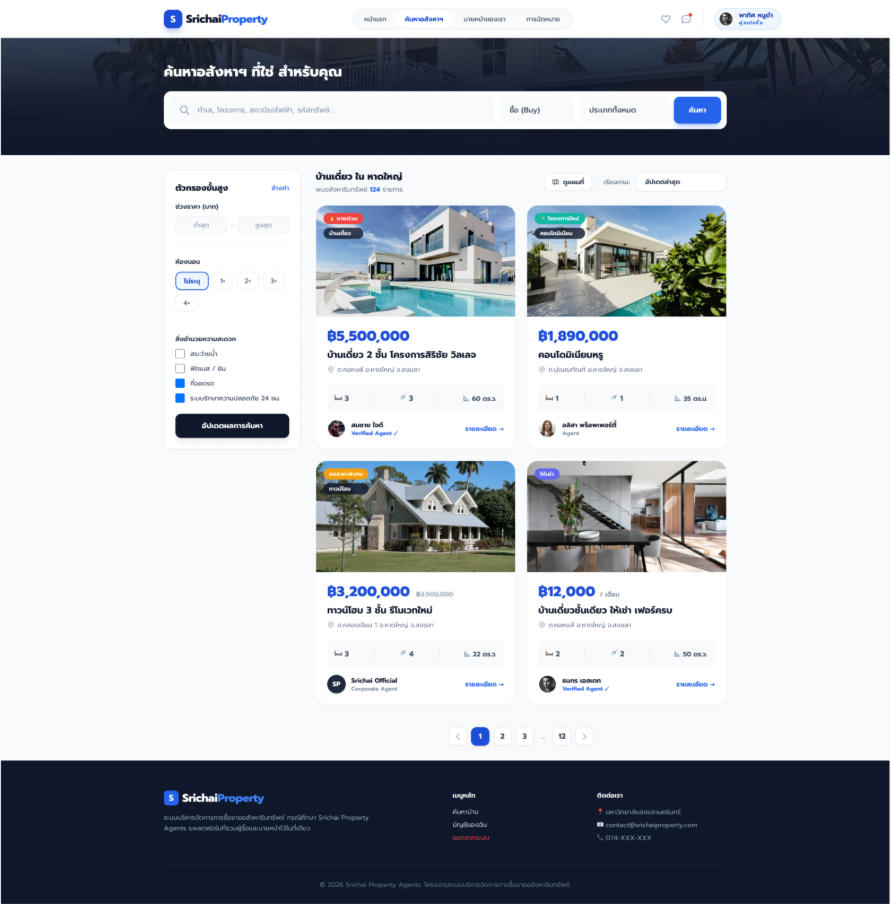 S SrichaiProperty
หน้าแรก
ค้นหาอสังหาฯ
นายหน้าของเรา
การนัดหมาย
พาทิศ หนูดำ
ผู้สนใจซื้อ
ค้นหาอสังหาฯ ที่ใช่ สำหรับคุณ
ทำเล, โครงการ, สถานีรถไฟฟ้า, รหัสทรัพย์...
ซื้อ (Buy)
ประเภททั้งหมด
ค้นหา
ตัวกรองขั้นสูง
ล้างค่า
ช่วงราคา (บาท)
ต่ำสุด - สูงสุด
ห้องนอน
ไม่ระบุ
1+
2+
3+
4+
สิ่งอำนวยความสะดวก
สระว่ายน้ำ
ฟิตเนส / ยิม
ที่จอดรถ
ระบบรักษาความปลอดภัย 24 ชม.
อัปเดตผลการค้นหา
บ้านเดี่ยว ใน หาดใหญ่
พบอสังหาริมทรัพย์ 124 รายการ
ดูแผนที่
เรียงตาม:
อัปเดตล่าสุด
ขายด่วน
บ้านเดี่ยว
฿5,500,000
บ้านเดี่ยว 2 ชั้น โครงการสิริชัย วิลเลจ
ต.คอหงส์ อ.หาดใหญ่ จ.สงขลา
3
3
60 ตร.ว.
สมชาย ใจดี
Verified Agent ✓
รายละเอียด →
โครงการใหม่
คอนโดมิเนียม
฿1,890,000
คอนโดมิเนียมหรู
ถ.ปุณณกัณฑ์ อ.หาดใหญ่ จ.สงขลา
1
1
35 ตร.ม.
อลิสา พร็อพเพอร์ตี้
Agent
รายละเอียด →
ลดราคาพิเศษ
ทาวน์โฮม
฿3,200,000 ฿3,500,000
ทาวน์โฮม 3 ชั้น รีโนเวทใหม่
ถ.คลองเรียน 1 อ.หาดใหญ่ จ.สงขลา
3
4
22 ตร.ว.
SP
Srichai Official
Corporate Agent
รายละเอียด →
ให้เช่า
฿12,000 / เดือน
บ้านเดี่ยวชั้นเดียว ให้เช่า เฟอร์ครบ
ต.คอหงส์ อ.หาดใหญ่ จ.สงขลา
2
2
50 ตร.ว.
ธนกร เอสเตท
Verified Agent ✓
รายละเอียด →
1
2
3
...
12
S SrichaiProperty
ระบบบริหารจัดการการซื้อขายอสังหาริมทรัพย์ กรณีศึกษา Srichai Property
Agents แพลตฟอร์มที่รวมผู้ซื้อและนายหน้าไว้ในที่เดียว
เมนูหลัก
ค้นหาบ้าน
บัญชีของฉัน
ออกจากระบบ
ติดต่อเรา
มหาวิทยาลัยสงขลานครินทร์
contact@srichaiproperty.com
074-XXX-XXX
© 2026 Srichai Property Agents. โครงงานระบบบริหารจัดการการซื้อขายอสังหาริมทรัพย์.